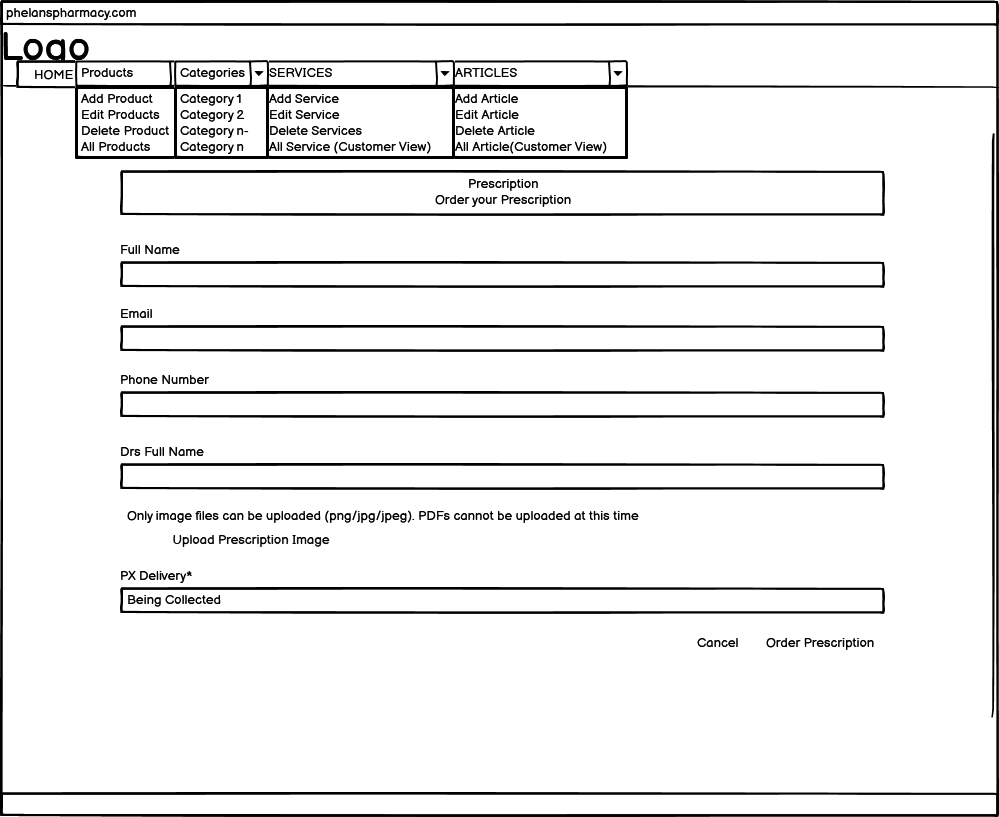 phelanspharmacy.com
Logo
HOME Products Categories SERVICES ARTICLES
Add Product Category 1 Add Service Add Article
Edit Products Category 2 Edit Service Edit Article
Delete Product Category n- Delete Services Delete Article
All Products Category n All Service (Customer View) All Article(Customer View)
Prescription
Order your Prescription
Full Name
Email
Phone Number
Drs Full Name
Only image files can be uploaded (png/jpg/jpeg). PDFs cannot be uploaded at this time
Upload Prescription Image
PX Delivery*
Being Collected
Cancel Order Prescription